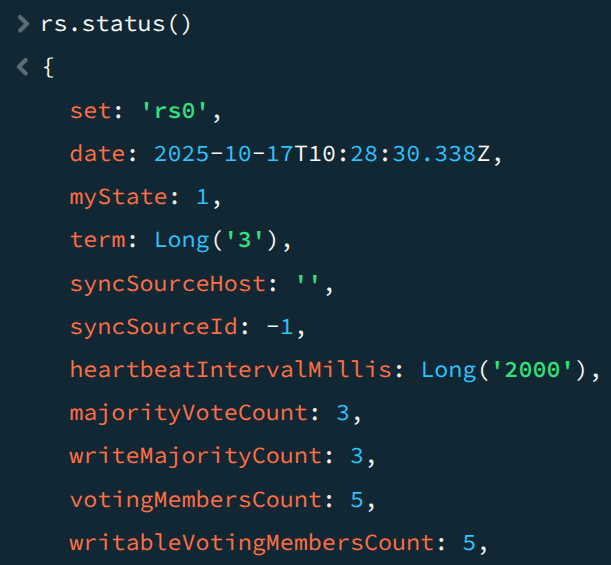 > rs.status()
< {
set: 'rs0',
date: 2025-10-17T10:28:30.338Z,
myState: 1,
term: Long('3'),
syncSourceHost: '',
syncSourceId: -1,
heartbeatIntervalMillis: Long('2000'),
majorityVoteCount: 3,
writeMajorityCount: 3,
votingMembersCount: 5,
writableVotingMembersCount: 5,